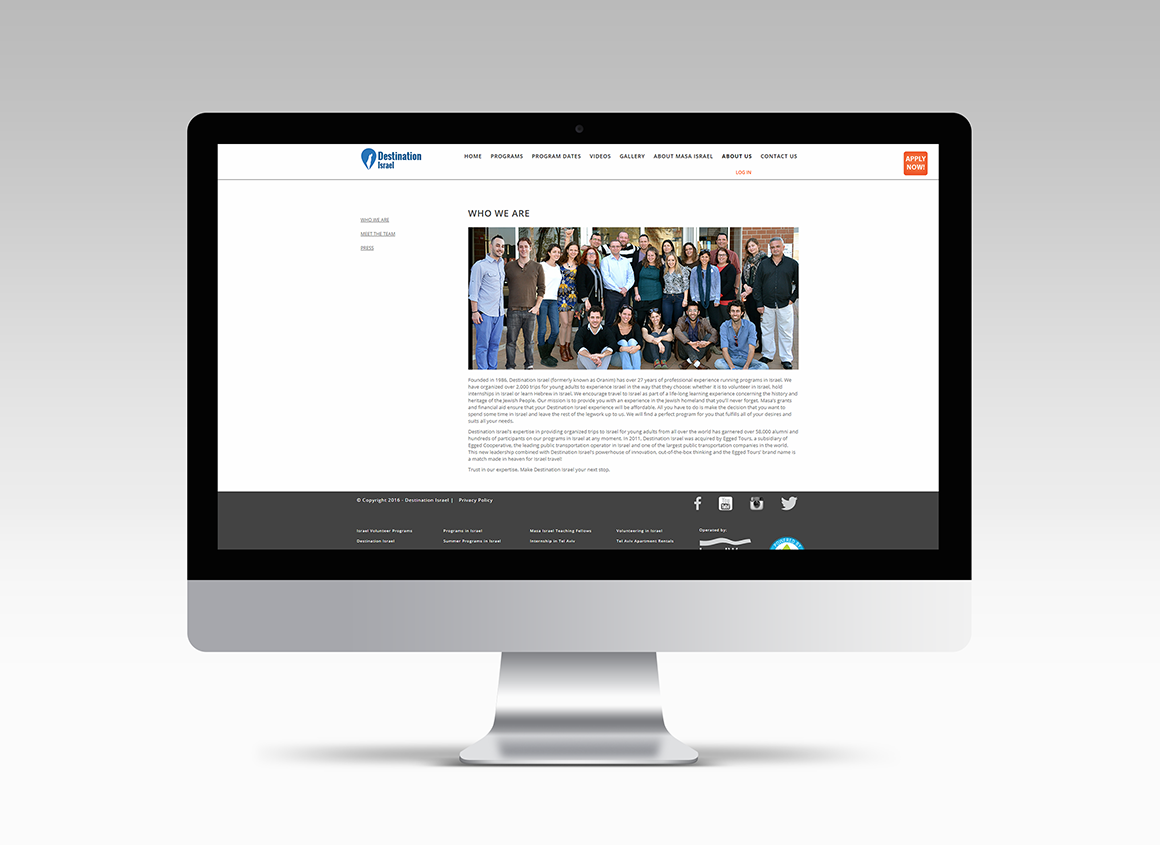 Destination
Israel
HOME PROGRAMS PROGRAM DATES VIDEOS GALLERY ABOUT MASA ISRAEL ABOUT US CONTACT US
LOG IN
APPLY
NOW!
WHO WE ARE
MEET THE TEAM
PRESS
WHO WE ARE
Founded in 1986, Destination Israel (formerly known as Oranim) has over 27 years of professional experience running programs in Israel. We
have organized over 2,000 trips for young adults to experience Israel in the way that they choose: whether it is to volunteer in Israel, hold
internships in Israel or learn Hebrew in Israel. We encourage travel to Israel as part of a life-long learning experience concerning the history and
heritage of the Jewish People. Our mission is to provide you with an experience in the Jewish homeland that you'll never forget. Masa's grants
and financial aid ensure that your Destination Israel experience will be affordable. All you have to do is make the decision that you want to
spend some time in Israel and leave the rest of the legwork up to us. We will find a perfect program for you that fulfills all of your desires and
suits all your needs.
Destination Israel's expertise in providing organized trips to Israel for young adults from all over the world has garnered over 58,000 alumni and
hundreds of participants on our programs in Israel at any moment. In 2011, Destination Israel was acquired by Egged Tours, a subsidiary of
Egged Cooperative, the leading public transportation operator in Israel and one of the largest public transportation companies in the world.
This new leadership combined with Destination Israel's powerhouse of innovation, out-of-the-box thinking and the Egged Tours' brand name is
a match made in heaven for Israel travel!
Trust in our expertise. Make Destination Israel your next stop.
© Copyright 2016 - Destination Israel | Privacy Policy
Israel Volunteer Programs Programs in Israel Masa Israel Teaching Fellows Volunteering in Israel Operated by:
Destination Israel Summer Programs in Israel Internship in Tel Aviv Tel Aviv Apartment Rentals
POWERED BY